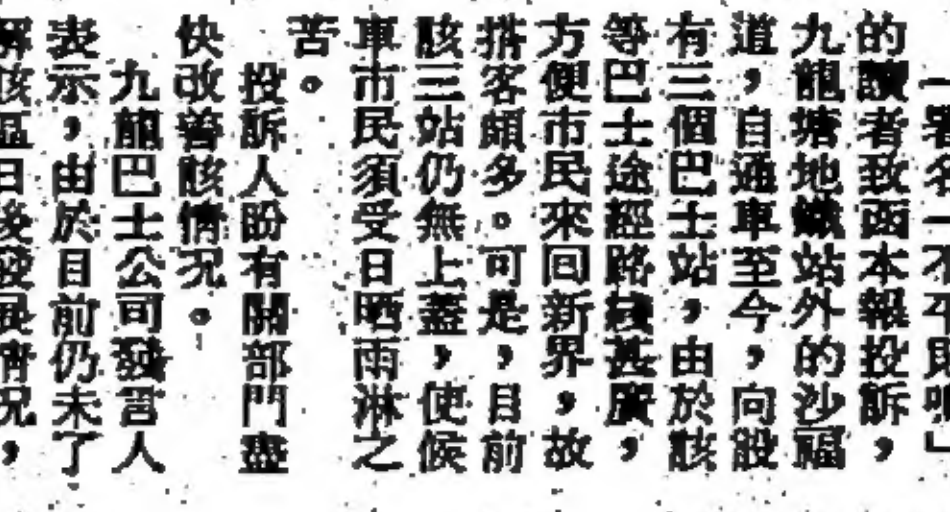 一署名「不平則鳴」
的讀者致函本報投訴，
九龍塘地鐵站外的沙福
道，自通車至今，向設
有三個巴士站，由於該
等巴士途經路綫甚廣，
方便市民來回新界，故
搭客頗多。可是，目前
該三站仍無上蓋，使候
車市民須受日晒雨淋之
苦。
投訴人盼有關部門盡
快改善該情况。
九龍巴士公司發言人
表示，由於目前仍未了
解該區日後發展情况，